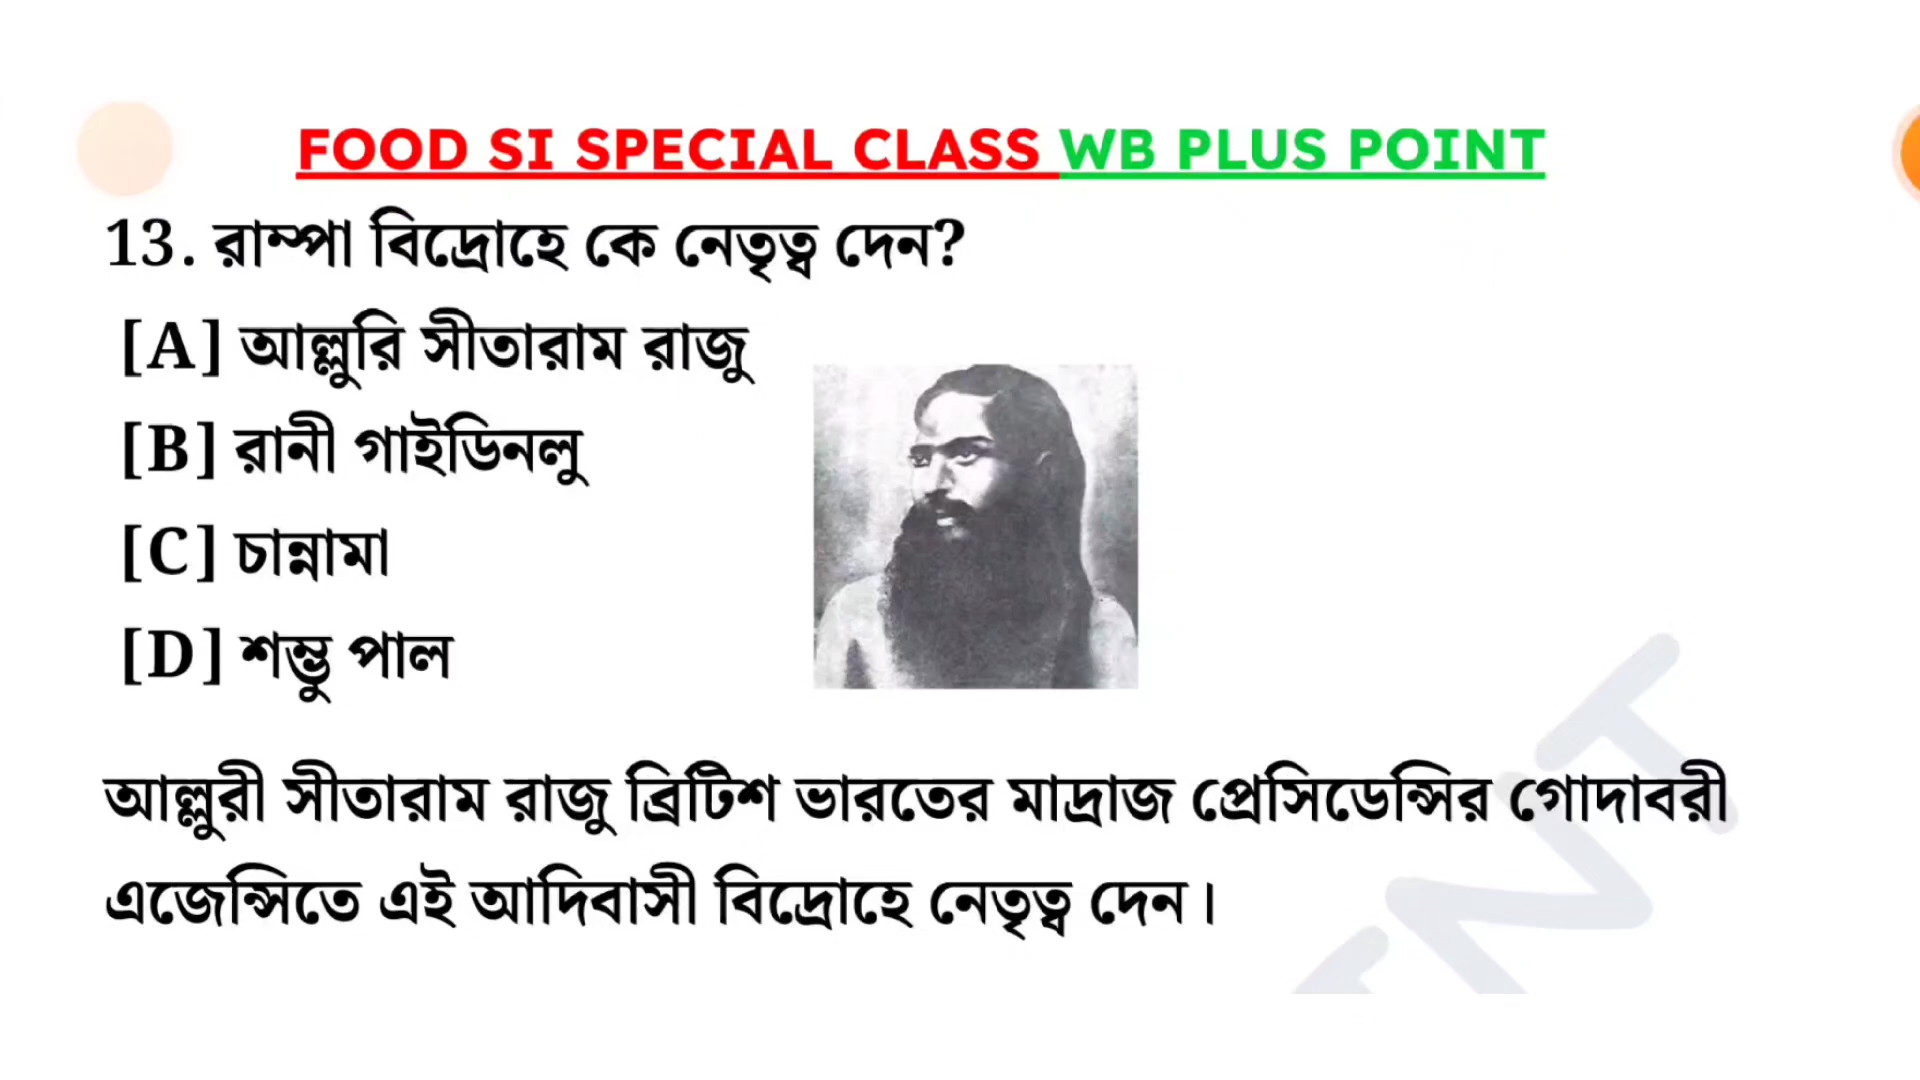 FOOD SI SPECIAL CLASS WB PLUS POINT
13. রাম্পা বিদ্রোহে কে নেতৃত্ব দেন?
[A] আল্লুরি সীতারাম রাজু
[B] রানী গাইডিনলু
[C] চান্নামা
[D] শম্ভু পাল
আল্লুরী সীতারাম রাজু ব্রিটিশ ভারতের মাদ্রাজ প্রেসিডেন্সির গোদাবরী
এজেন্সিতে এই আদিবাসী বিদ্রোহে নেতৃত্ব দেন।